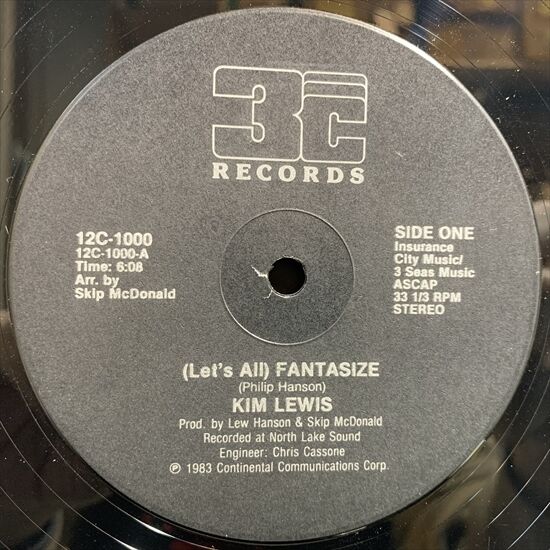 3C
RECORDS
12C-1000
12C-1000-A
Time: 6:08
Arr. by
Skip McDonald
SIDE ONE
Insurance
City Music/
3 Seas Music
ASCAP
33 1/3 RPM
STEREO
(Let's All) FANTASIZE
(Philip Hanson)
KIM LEWIS
Prod. by Lew Hanson & Skip McDonald
Recorded at North Lake Sound
Engineer: Chris Cassone
℗ 1983 Continental Communications Corp.